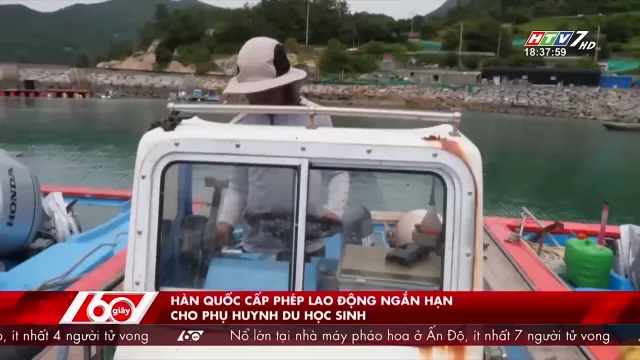 HTV7 HD
18:37:59
HONDA
60 giây
HÀN QUỐC CẤP PHÉP LAO ĐỘNG NGẮN HẠN
CHO PHỤ HUYNH DU HỌC SINH
o, ít nhất 4 người tử vong Nổ lớn tại nhà máy pháo hoa ở Ấn Độ, ít nhất 7 người tử vong